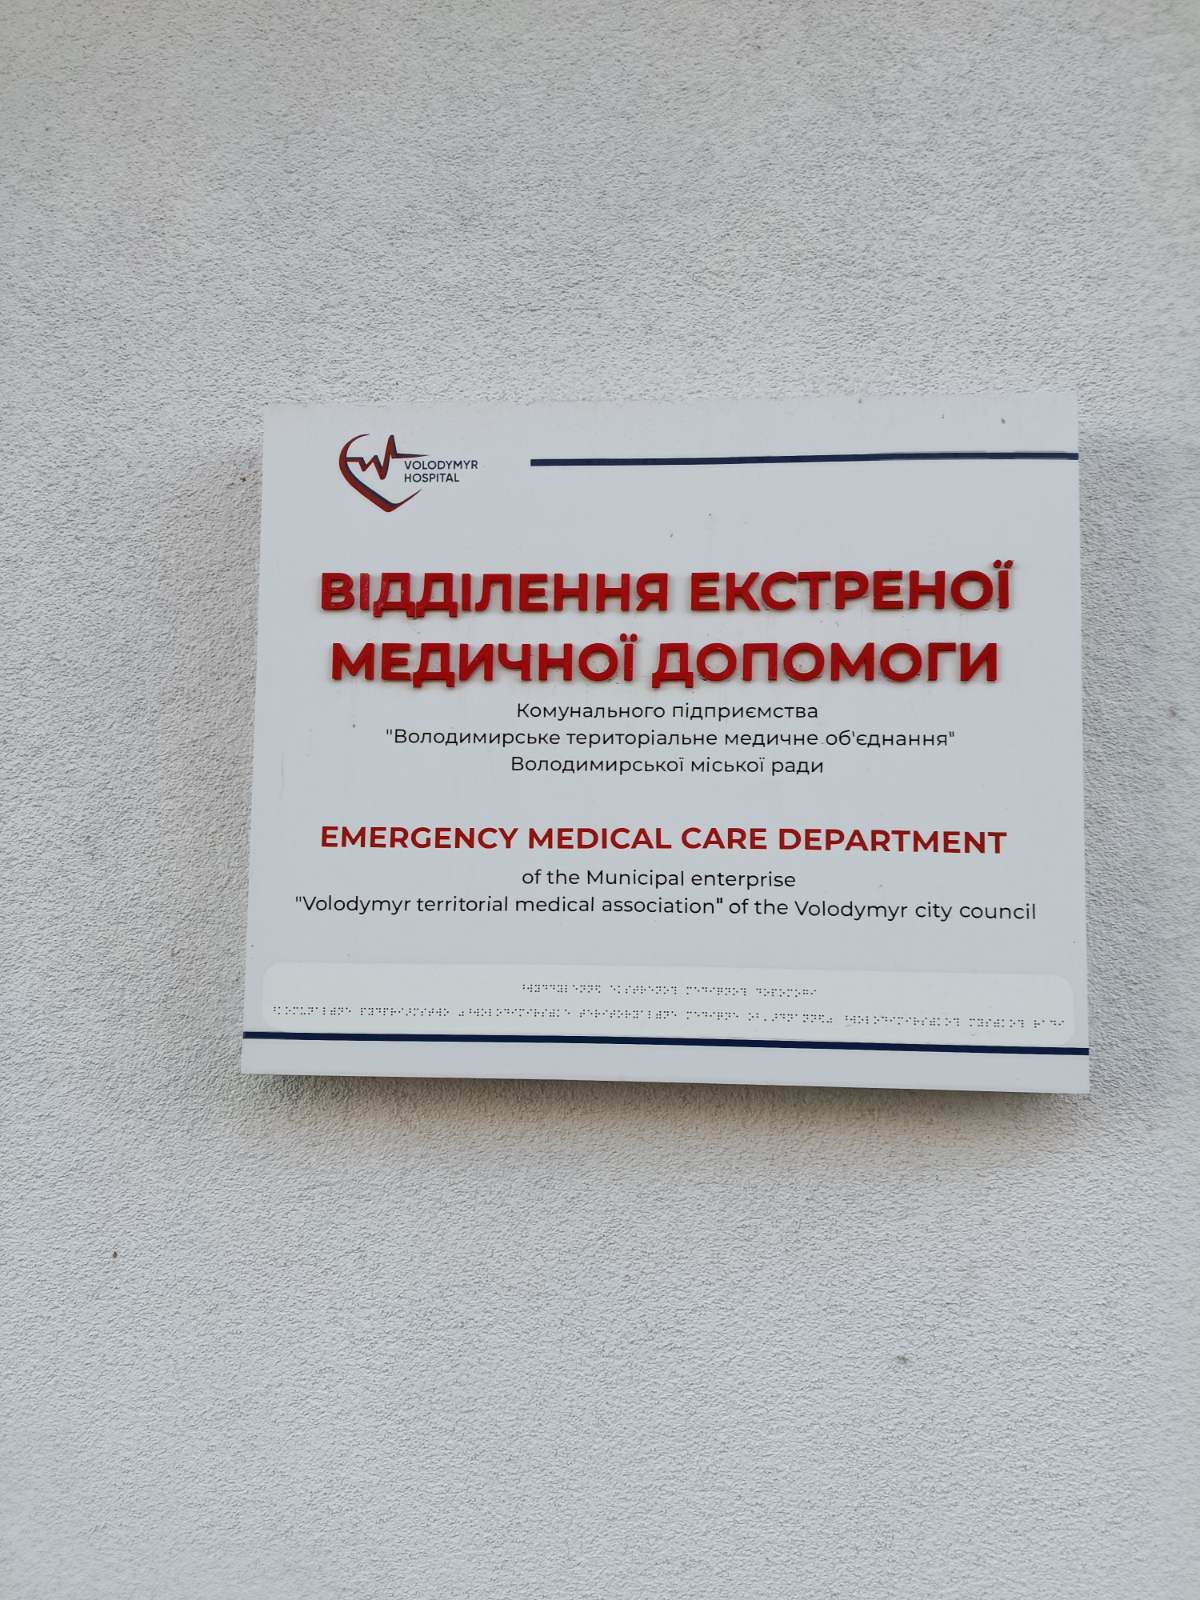 VOLODYMYR
HOSPITAL
ВІДДІЛЕННЯ ЕКСТРЕНОЇ
МЕДИЧНОЇ ДОПОМОГИ
Комунального підприємства
"Володимирське територіальне медичне об'єднання"
Володимирської міської ради
EMERGENCY MEDICAL CARE DEPARTMENT
of the Municipal enterprise
"Volodymyr territorial medical association" of the Volodymyr city council